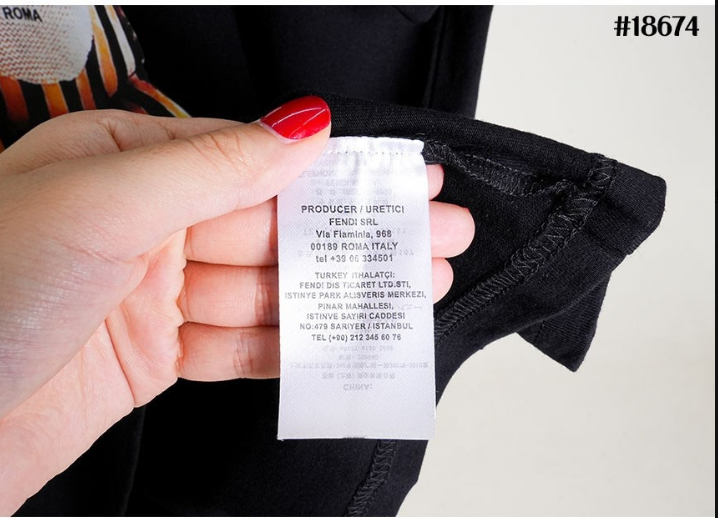 ROMA
#18674
PRODUCER / URETICI
FENDI SRL
Via Flaminia, 968
00189 ROMA ITALY
tel +39 06 334501
TURKEY ITHALATÇI:
FENDI DIS TICARET LTD.STI,
ISTINYE PARK ALISVERIS MERKEZI,
PINAR MAHALLESI,
ISTINVE SAYIRI CADDESI
NO:479 SARIYER / ISTANBUL
TEL (+90) 212 345 60 76